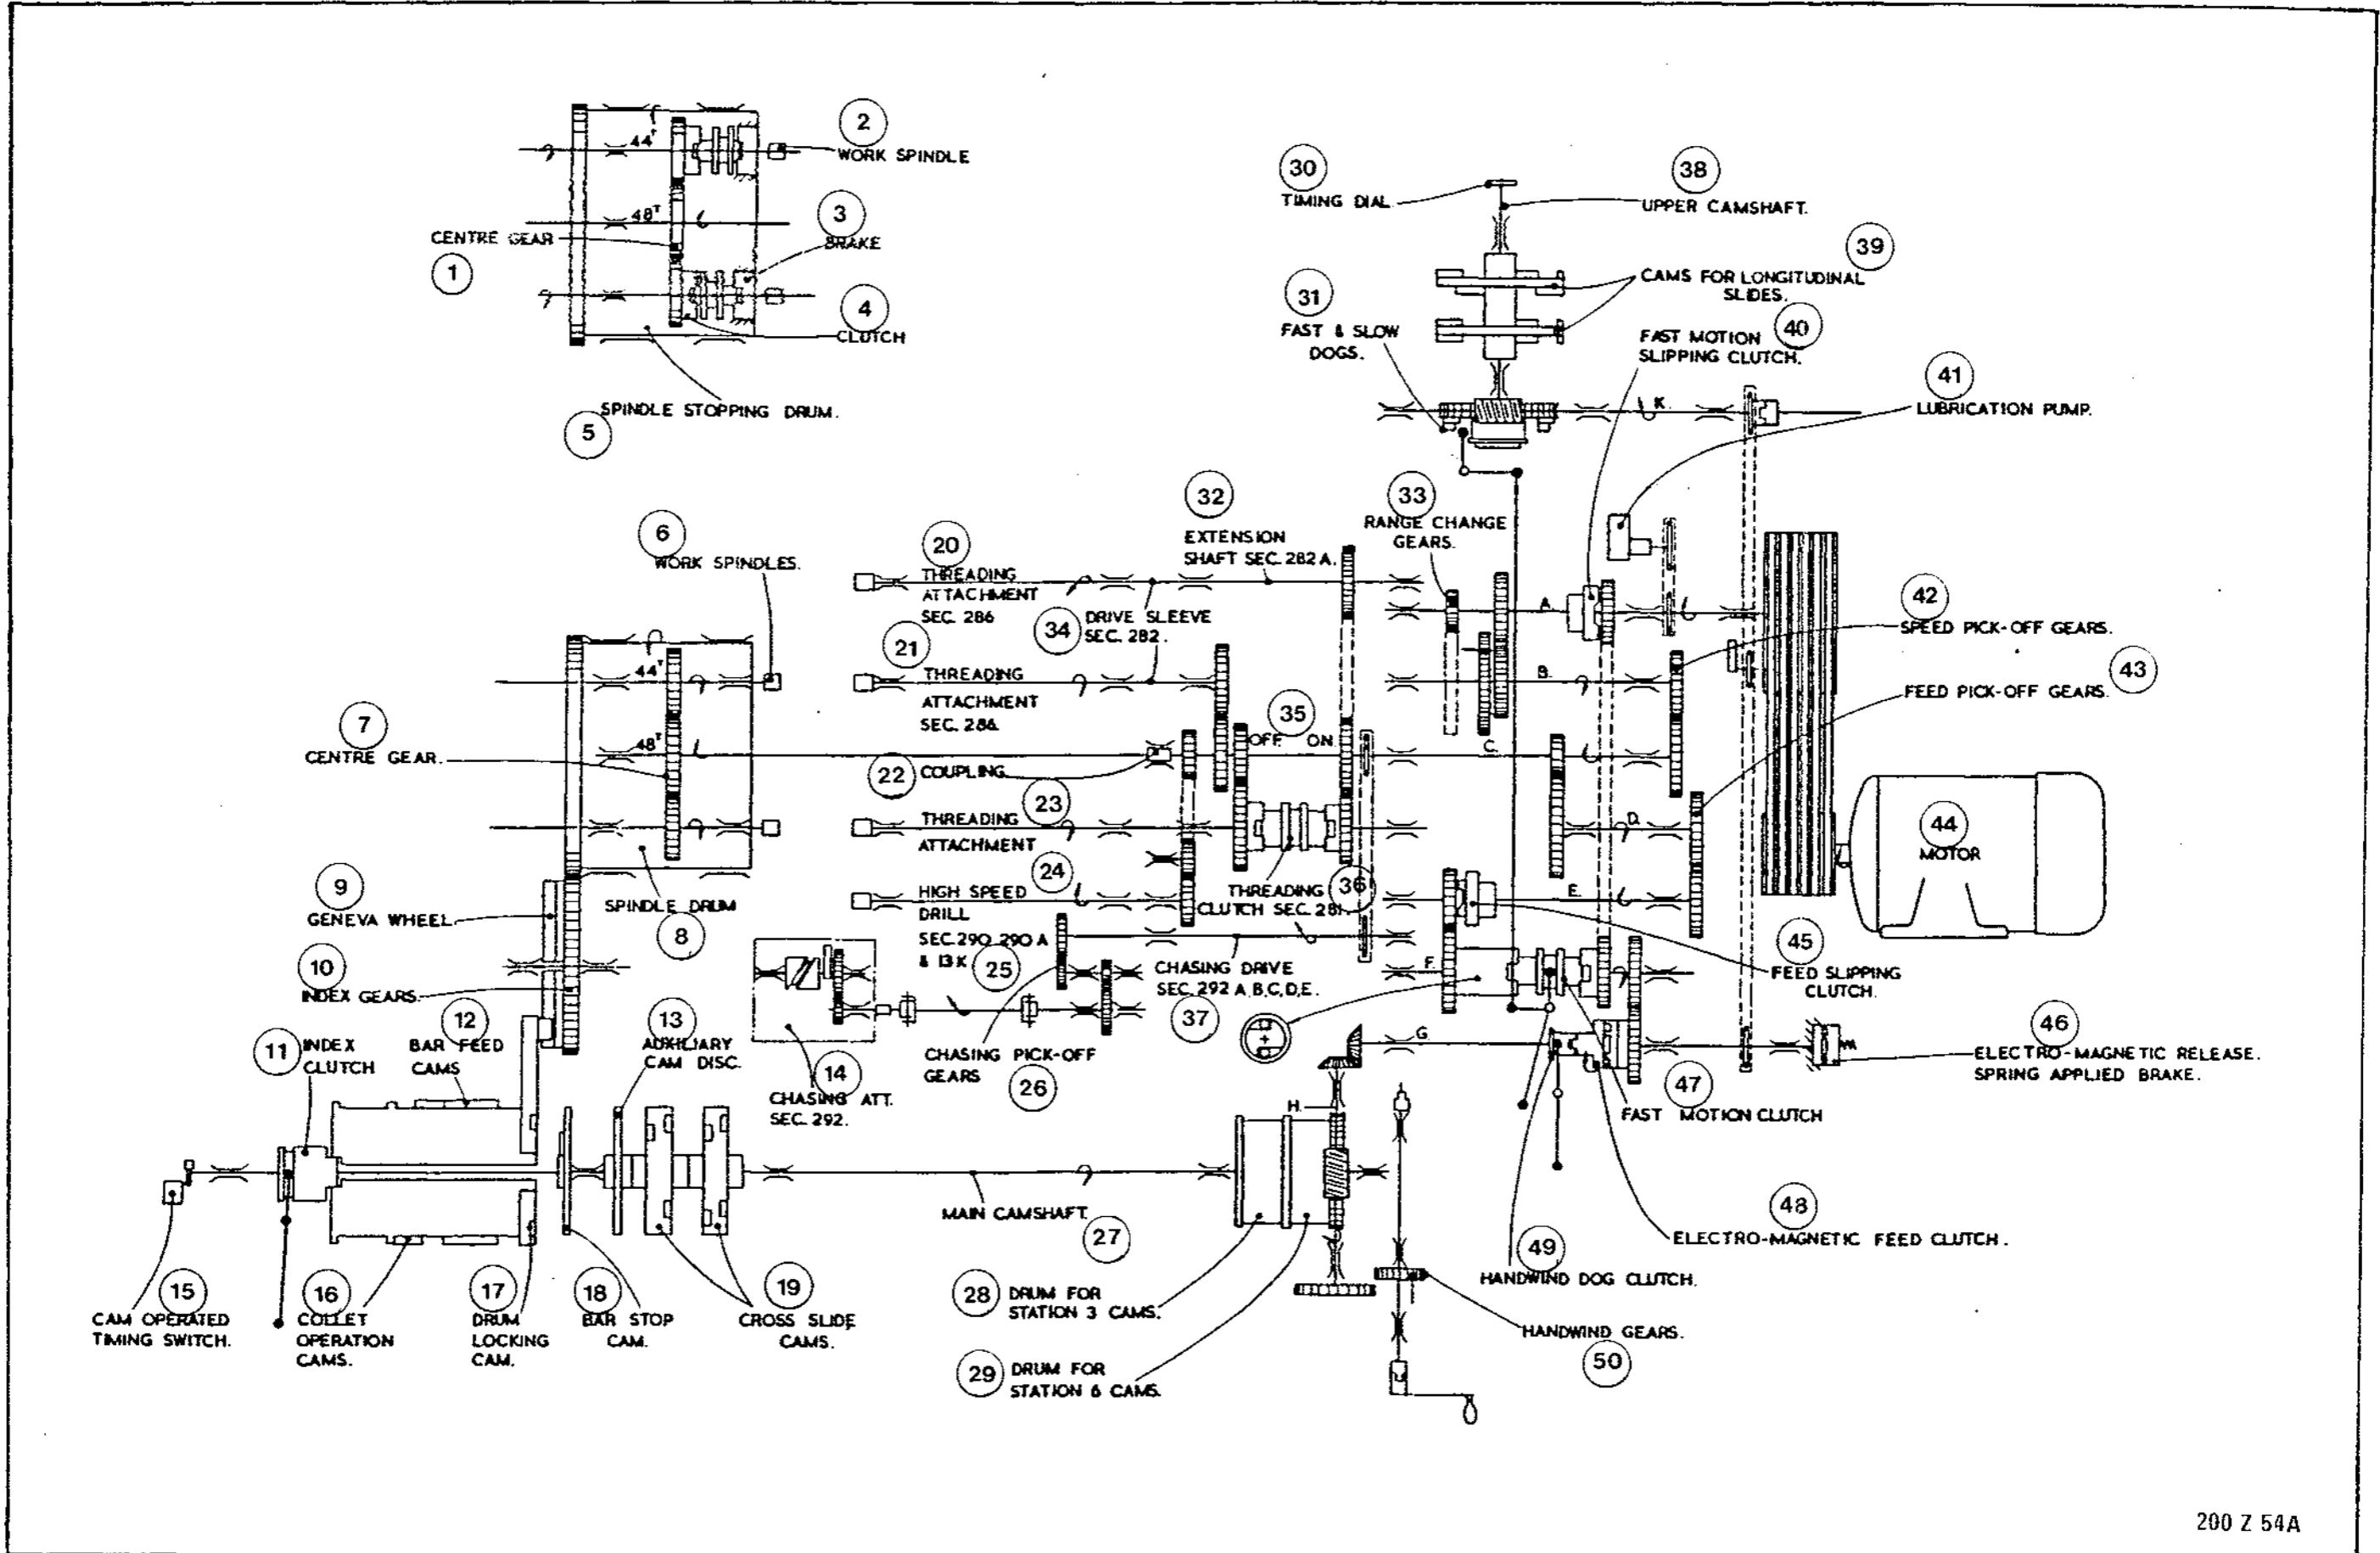 2
WORK SPINDLE
44T
48T
3
BRAKE
CENTRE GEAR
1
4
CLUTCH
SPINDLE STOPPING DRUM.
5
30
TIMING DIAL
38
UPPER CAMSHAFT.
39
CAMS FOR LONGITUDINAL
SLIDES.
31
FAST & SLOW
DOGS.
40
FAST MOTION
SLIPPING CLUTCH.
41
LUBRICATION PUMP.
K.
6
WORK SPINDLES.
20
THREADING
ATTACHMENT
SEC. 286
32
EXTENSION
SHAFT SEC. 282 A.
33
RANGE CHANGE
GEARS.
34
DRIVE SLEEVE
SEC. 282.
A.
42
SPEED PICK-OFF GEARS.
21
THREADING
ATTACHMENT
SEC. 286
44T
B.
43
FEED PICK-OFF GEARS.
7
CENTRE GEAR.
48T
22
COUPLING
35
OFF. ON.
C.
23
THREADING
ATTACHMENT
D.
44
MOTOR
24
HIGH SPEED
DRILL
SEC. 290 290 A
& 13 K
36
THREADING
CLUTCH SEC. 281.
E.
9
GENEVA WHEEL
SPINDLE DRUM
8
10
INDEX GEARS.
25
CHASING DRIVE
SEC. 292 A,B,C,D,E.
37
F.
45
FEED SLIPPING
CLUTCH.
11
INDEX
CLUTCH
12
BAR FEED
CAMS
13
AUXILIARY
CAM DISC.
14
CHASING ATT.
SEC. 292.
CHASING PICK-OFF
GEARS
26
G
46
ELECTRO-MAGNETIC RELEASE.
SPRING APPLIED BRAKE.
47
FAST MOTION CLUTCH
H.
MAIN CAMSHAFT.
27
48
ELECTRO-MAGNETIC FEED CLUTCH.
49
HANDWIND DOG CLUTCH.
15
CAM OPERATED
TIMING SWITCH.
16
COLLET
OPERATION
CAMS.
17
DRUM
LOCKING
CAM.
18
BAR STOP
CAM.
19
CROSS SLIDE
CAMS.
28
DRUM FOR
STATION 3 CAMS.
HANDWIND GEARS.
50
29
DRUM FOR
STATION 6 CAMS.
200 Z 54A